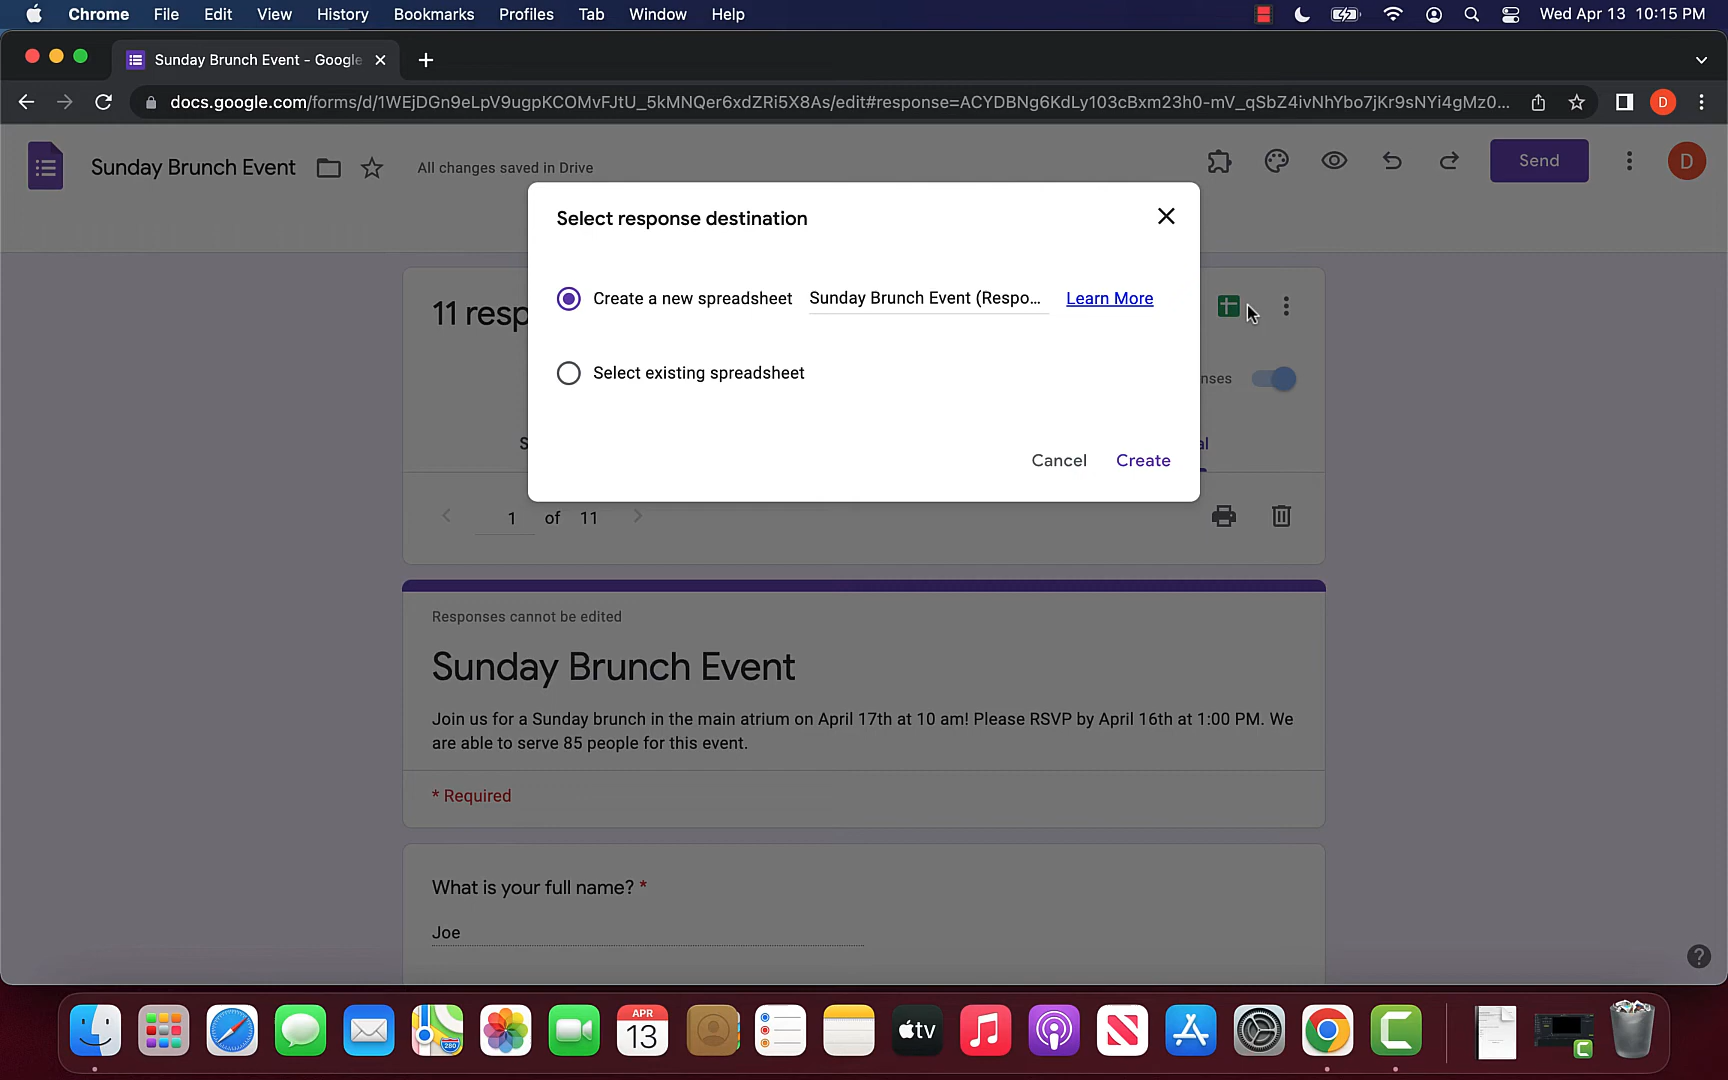 Chrome File Edit View History Bookmarks Profiles Tab Window Help Wed Apr 13 10:15 PM
Sunday Brunch Event - Google
docs.google.com/forms/d/1WEjDGn9eLpV9ugpKCOMvFJtU_5kMNQer6xdZRi5X8As/edit#response=ACYDBNg6KdLy103cBxm23h0-mV_qSbZ4ivNhYbo7jKr9sNYi4gMz0... D
Sunday Brunch Event All changes saved in Drive Send D
Select response destination
Create a new spreadsheet Sunday Brunch Event (Respo... Learn More
11 resp
Select existing spreadsheet
nses
S
al
Cancel Create
1 of 11
Responses cannot be edited
Sunday Brunch Event
Join us for a Sunday brunch in the main atrium on April 17th at 10 am! Please RSVP by April 16th at 1:00 PM. We
are able to serve 85 people for this event.
* Required
What is your full name? *
Joe
APR
13
280
tv